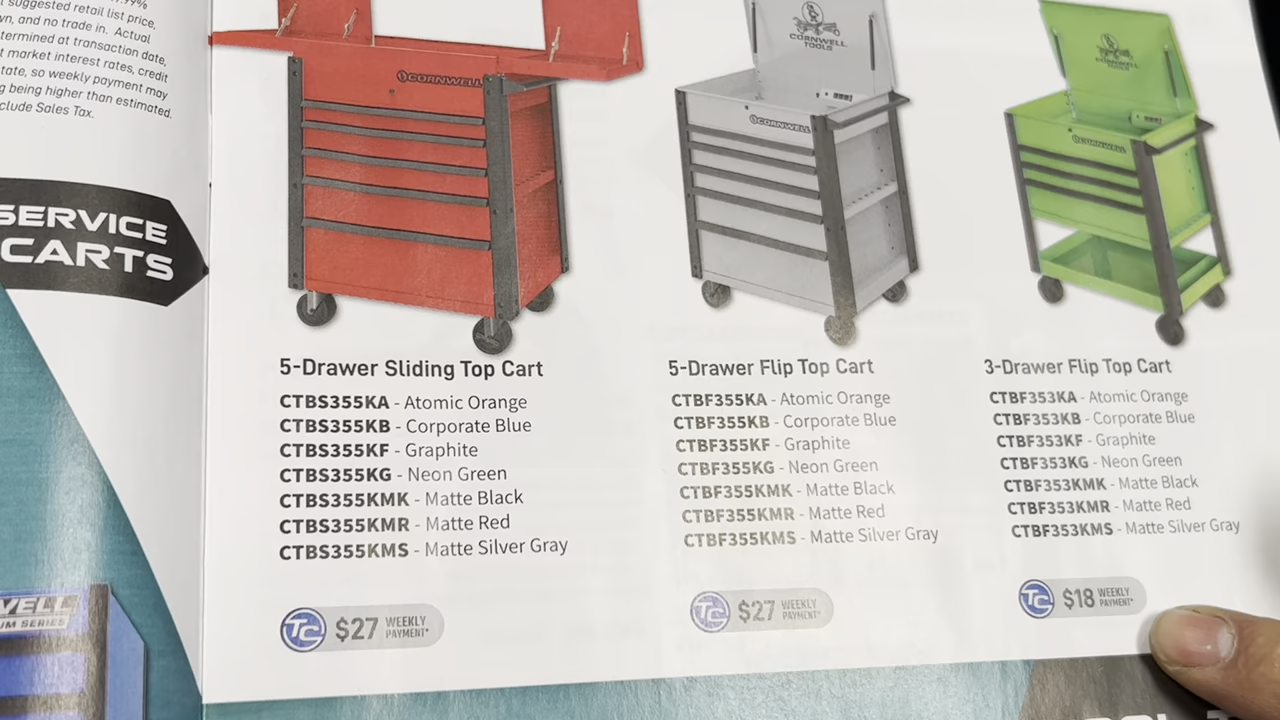 suggested retail list price,
and no trade in. Actual
termined at transaction date,
t market interest rates, credit
tate, so weekly payment may
g being higher than estimated.
clude Sales Tax.
SERVICE
CARTS
CORNWELL
CORNWELL
TOOLS
CORNWELL
CORNWELL
TOOLS
CORNWELL
5-Drawer Sliding Top Cart
CTBS355KA - Atomic Orange
CTBS355KB - Corporate Blue
CTBS355KF - Graphite
CTBS355KG - Neon Green
CTBS355KMK - Matte Black
CTBS355KMR - Matte Red
CTBS355KMS - Matte Silver Gray
TC $27 WEEKLY
PAYMENT*
5-Drawer Flip Top Cart
CTBF355KA - Atomic Orange
CTBF355KB - Corporate Blue
CTBF355KF - Graphite
CTBF355KG - Neon Green
CTBF355KMK - Matte Black
CTBF355KMR - Matte Red
CTBF355KMS - Matte Silver Gray
TC $27 WEEKLY
PAYMENT*
3-Drawer Flip Top Cart
CTBF353KA - Atomic Orange
CTBF353KB - Corporate Blue
CTBF353KF - Graphite
CTBF353KG - Neon Green
CTBF353KMK - Matte Black
CTBF353KMR - Matte Red
CTBF353KMS - Matte Silver Gray
TC $18 WEEKLY
PAYMENT*
WELL
UM SERIES